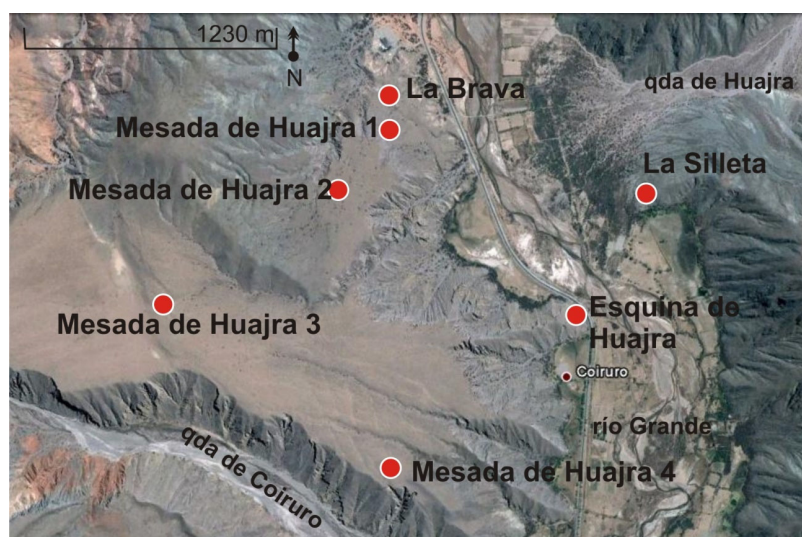 1230 m
N
La Brava
qda de Huajra
Mesada de Huajra 1
La Silleta
Mesada de Huajra 2
Esquina de
Huajra
Mesada de Huajra 3
Coiruro
río Grande
qda de Coiruro
Mesada de Huajra 4